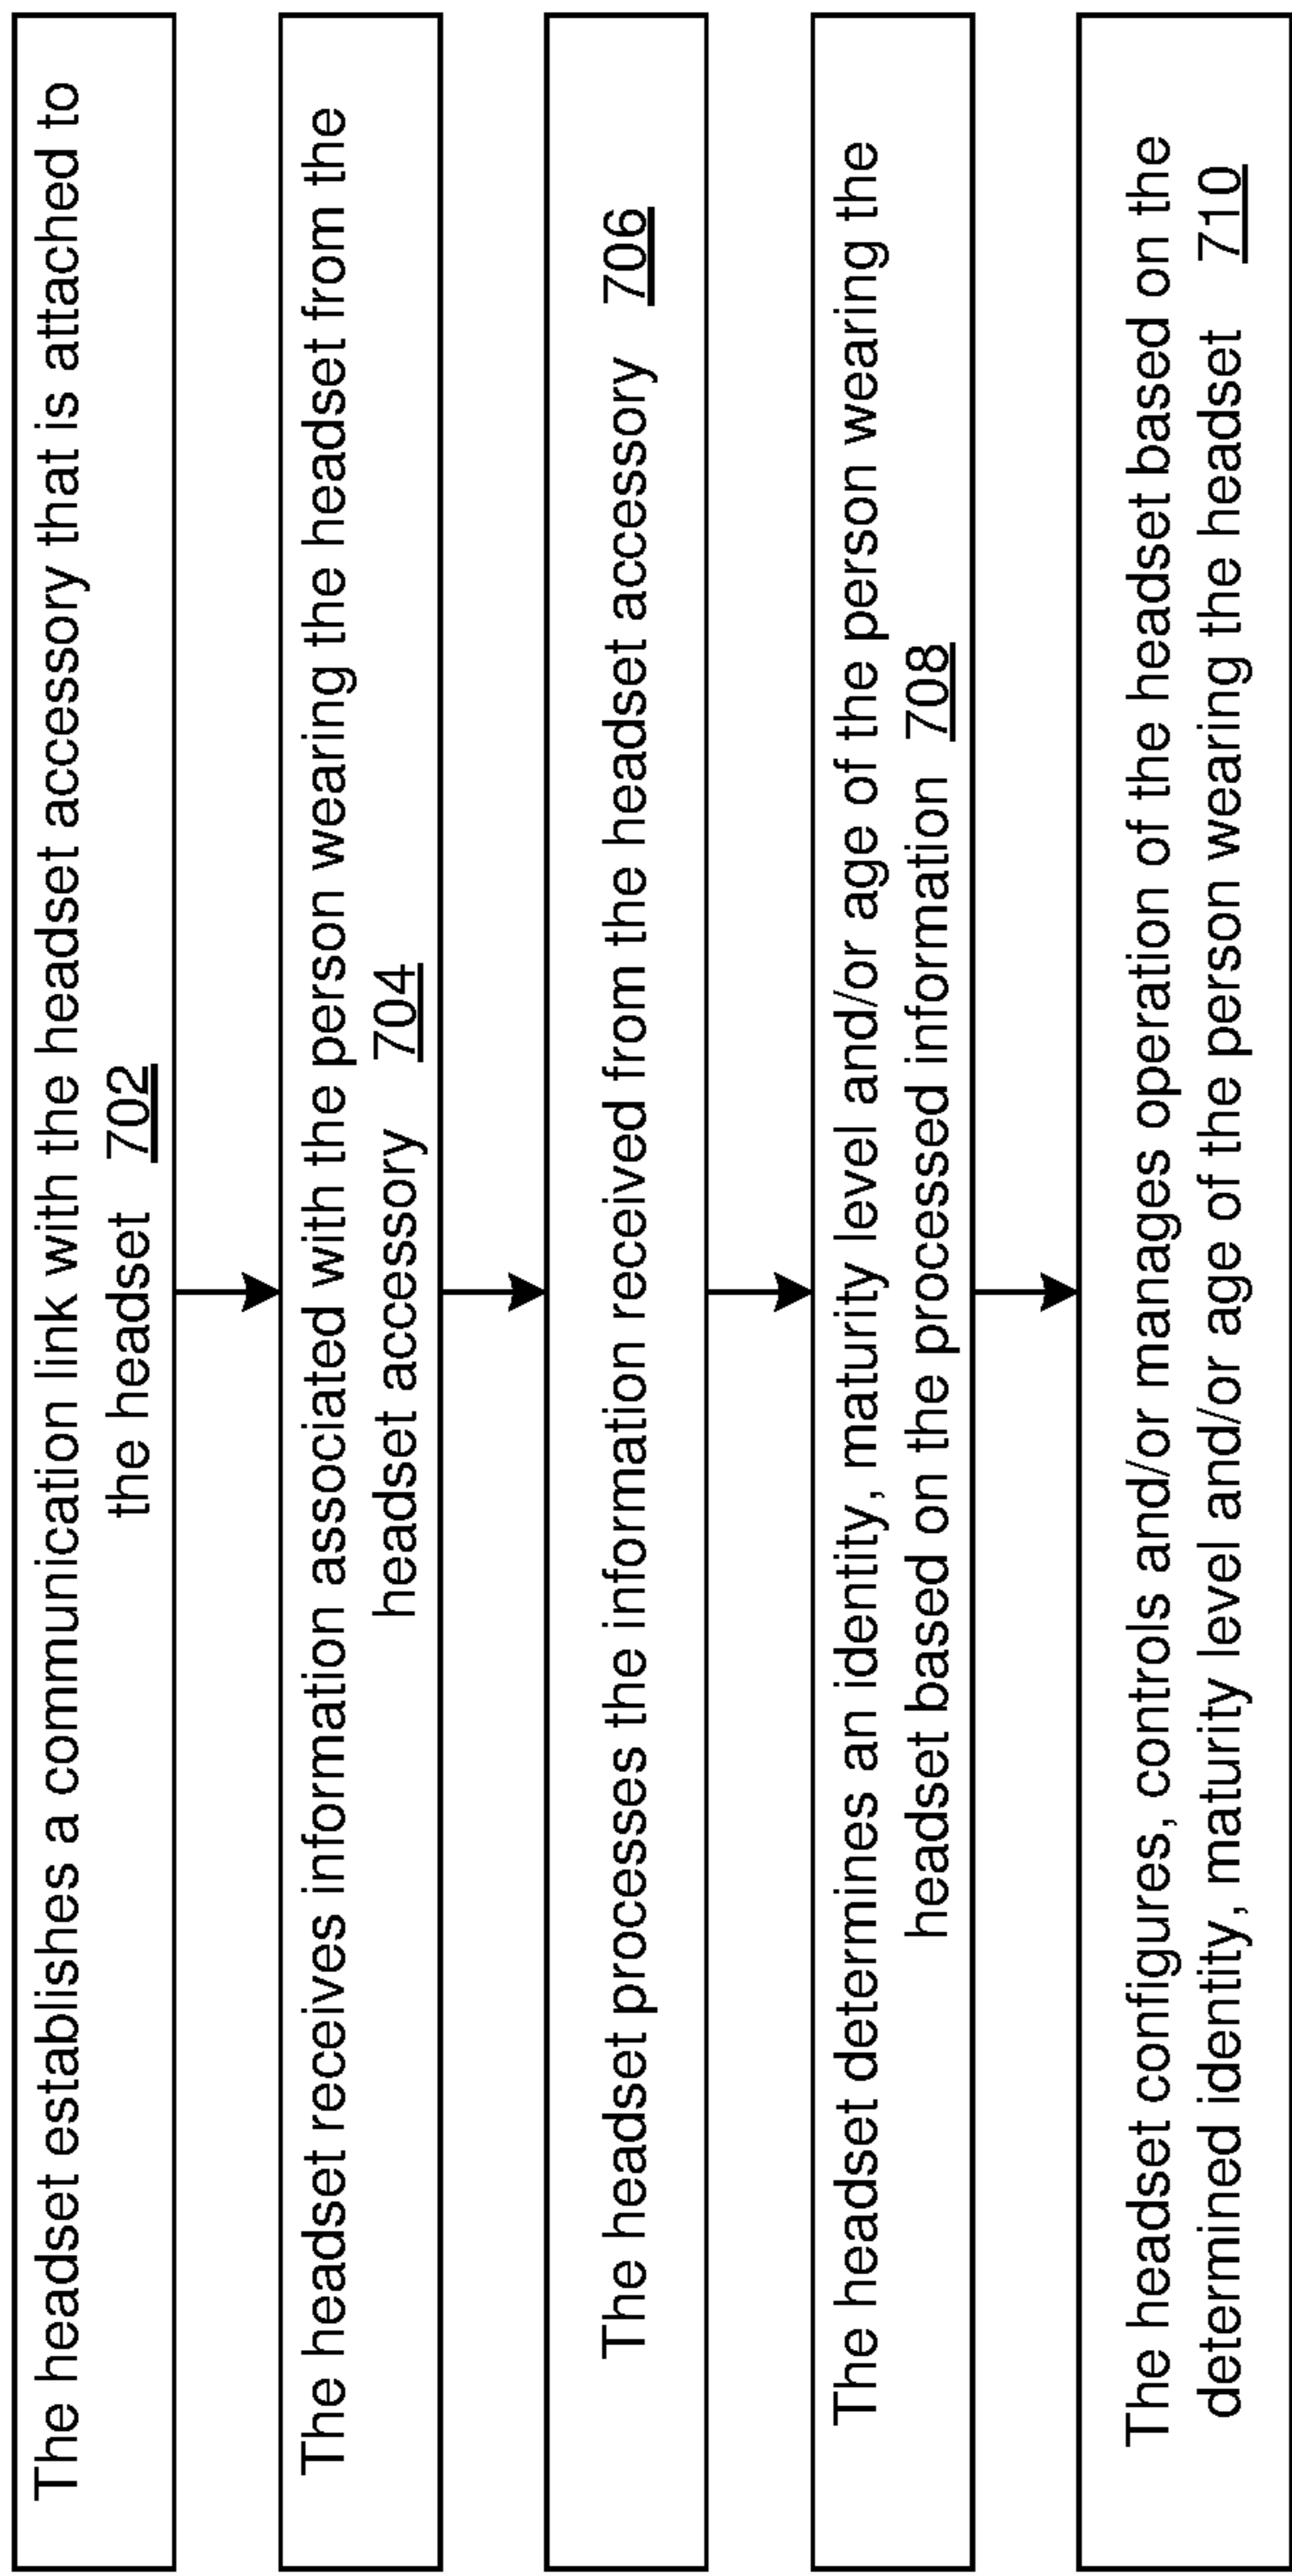 The headset establishes a communication link with the headset accessory that is attached to
the headset 702
The headset receives information associated with the person wearing the headset from the
headset accessory 704
The headset processes the information received from the headset accessory 706
The headset determines an identity, maturity level and/or age of the person wearing the
headset based on the processed information 708
The headset configures, controls and/or manages operation of the headset based on the
determined identity, maturity level and/or age of the person wearing the headset 710